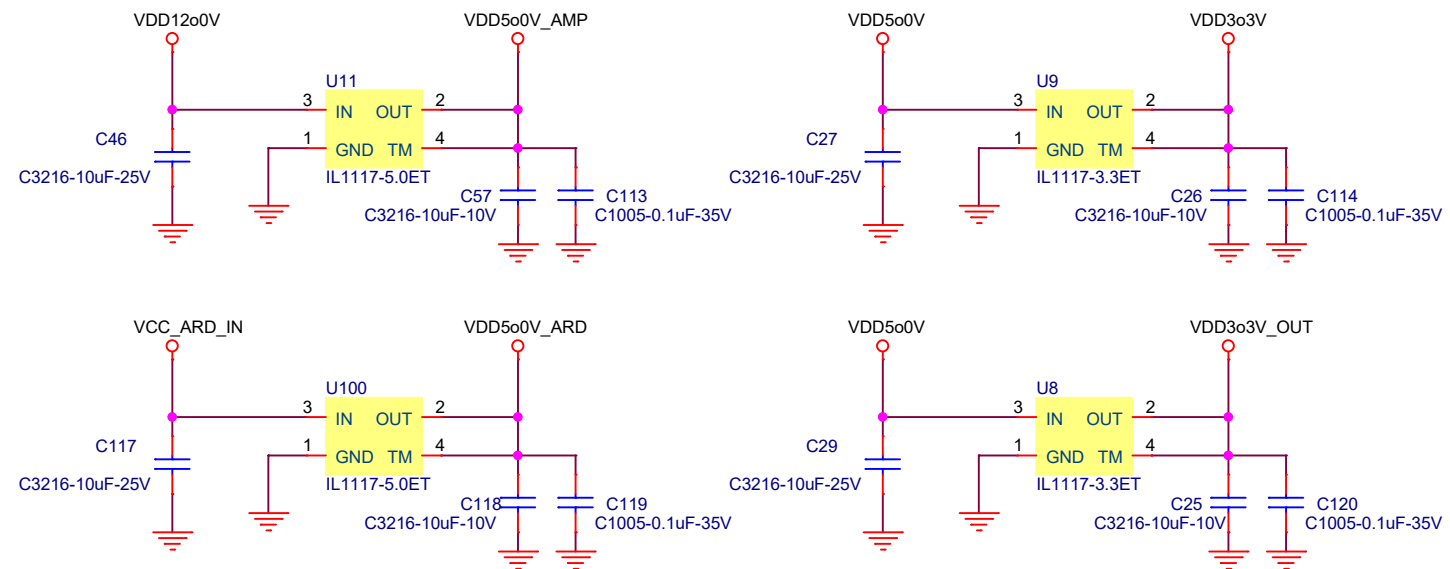 VDD12o0V
VDD5o0V_AMP
U11
3 IN OUT 2
1 GND TM 4
IL1117-5.0ET
C46
C3216-10uF-25V
C57
C3216-10uF-10V
C113
C1005-0.1uF-35V
VDD5o0V
VDD3o3V
U9
3 IN OUT 2
1 GND TM 4
IL1117-3.3ET
C27
C3216-10uF-25V
C26
C3216-10uF-10V
C114
C1005-0.1uF-35V
VCC_ARD_IN
VDD5o0V_ARD
U100
3 IN OUT 2
1 GND TM 4
IL1117-5.0ET
C117
C3216-10uF-25V
C118
C3216-10uF-10V
C119
C1005-0.1uF-35V
VDD5o0V
VDD3o3V_OUT
U8
3 IN OUT 2
1 GND TM 4
IL1117-3.3ET
C29
C3216-10uF-25V
C25
C3216-10uF-10V
C120
C1005-0.1uF-35V